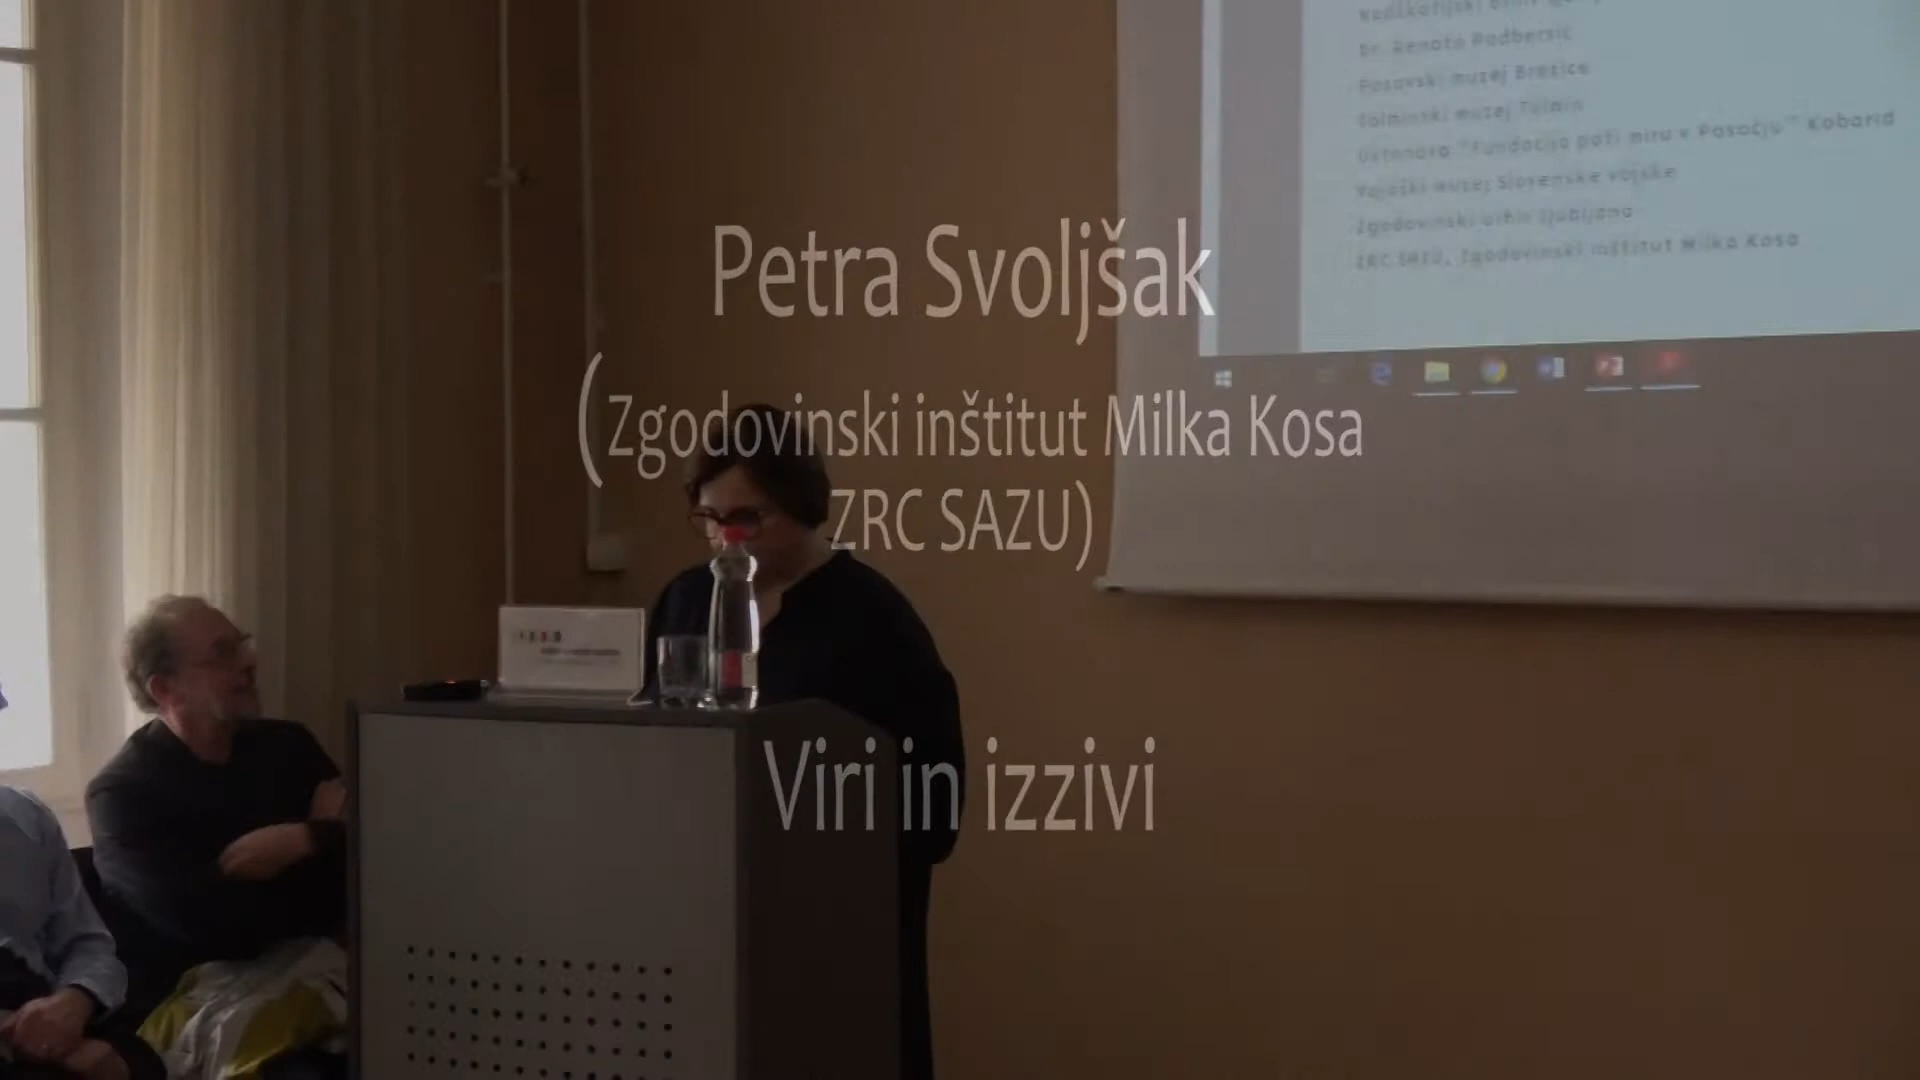 Dr. Renato Podbersič
Posavski muzej Brežice
Tolminski muzej Tolmin
Ustanova "Fundacija poti miru v Posočju" Kobarid
Vojaški muzej Slovenske vojske
Zgodovinski arhiv Ljubljana
ZRC SAZU, Zgodovinski inštitut Milka Kosa
Petra Svoljšak
(Zgodovinski inštitut Milka Kosa
ZRC SAZU)
Viri in izzivi